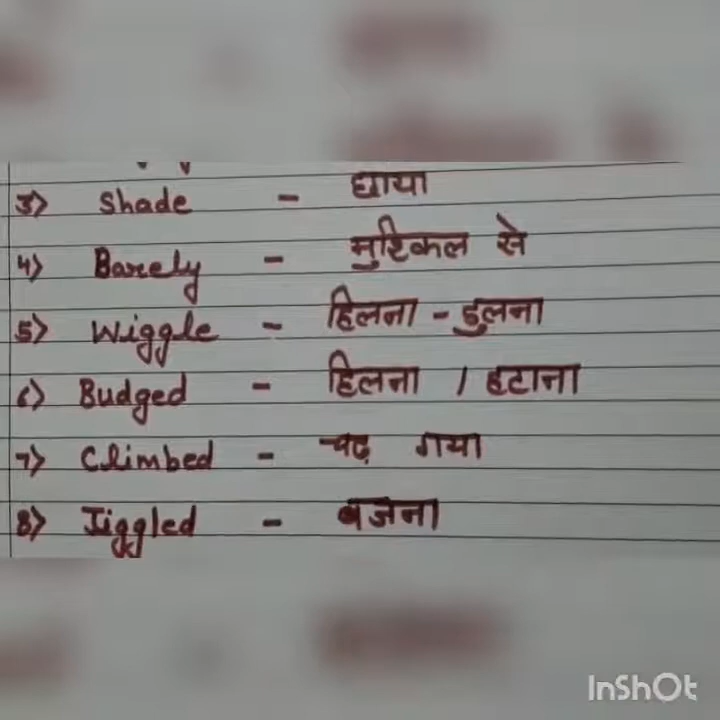 3) Shade - छाया
4) Barely - मुश्किल से
5) Wiggle - हिलना - डुलना
6) Budged - हिलना / हटाना
7) Climbed - चढ़ गया
8) Jiggled - बजना
InShOt